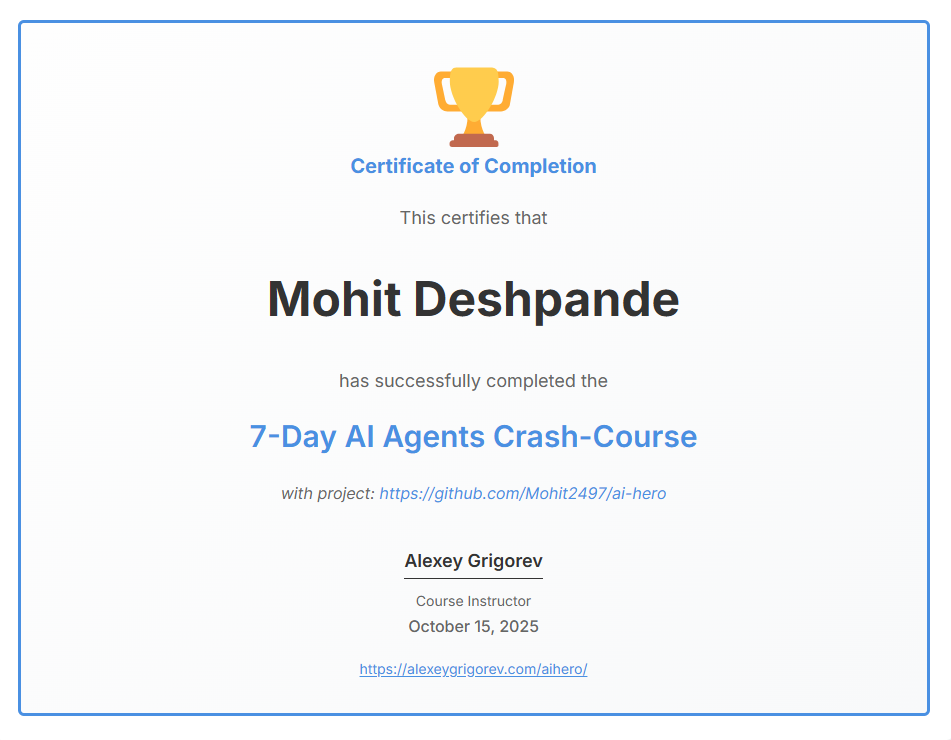 Certificate of Completion
This certifies that
Mohit Deshpande
has successfully completed the
7-Day AI Agents Crash-Course
with project: https://github.com/Mohit2497/ai-hero
Alexey Grigorev
Course Instructor
October 15, 2025
https://alexeygrigorev.com/aihero/